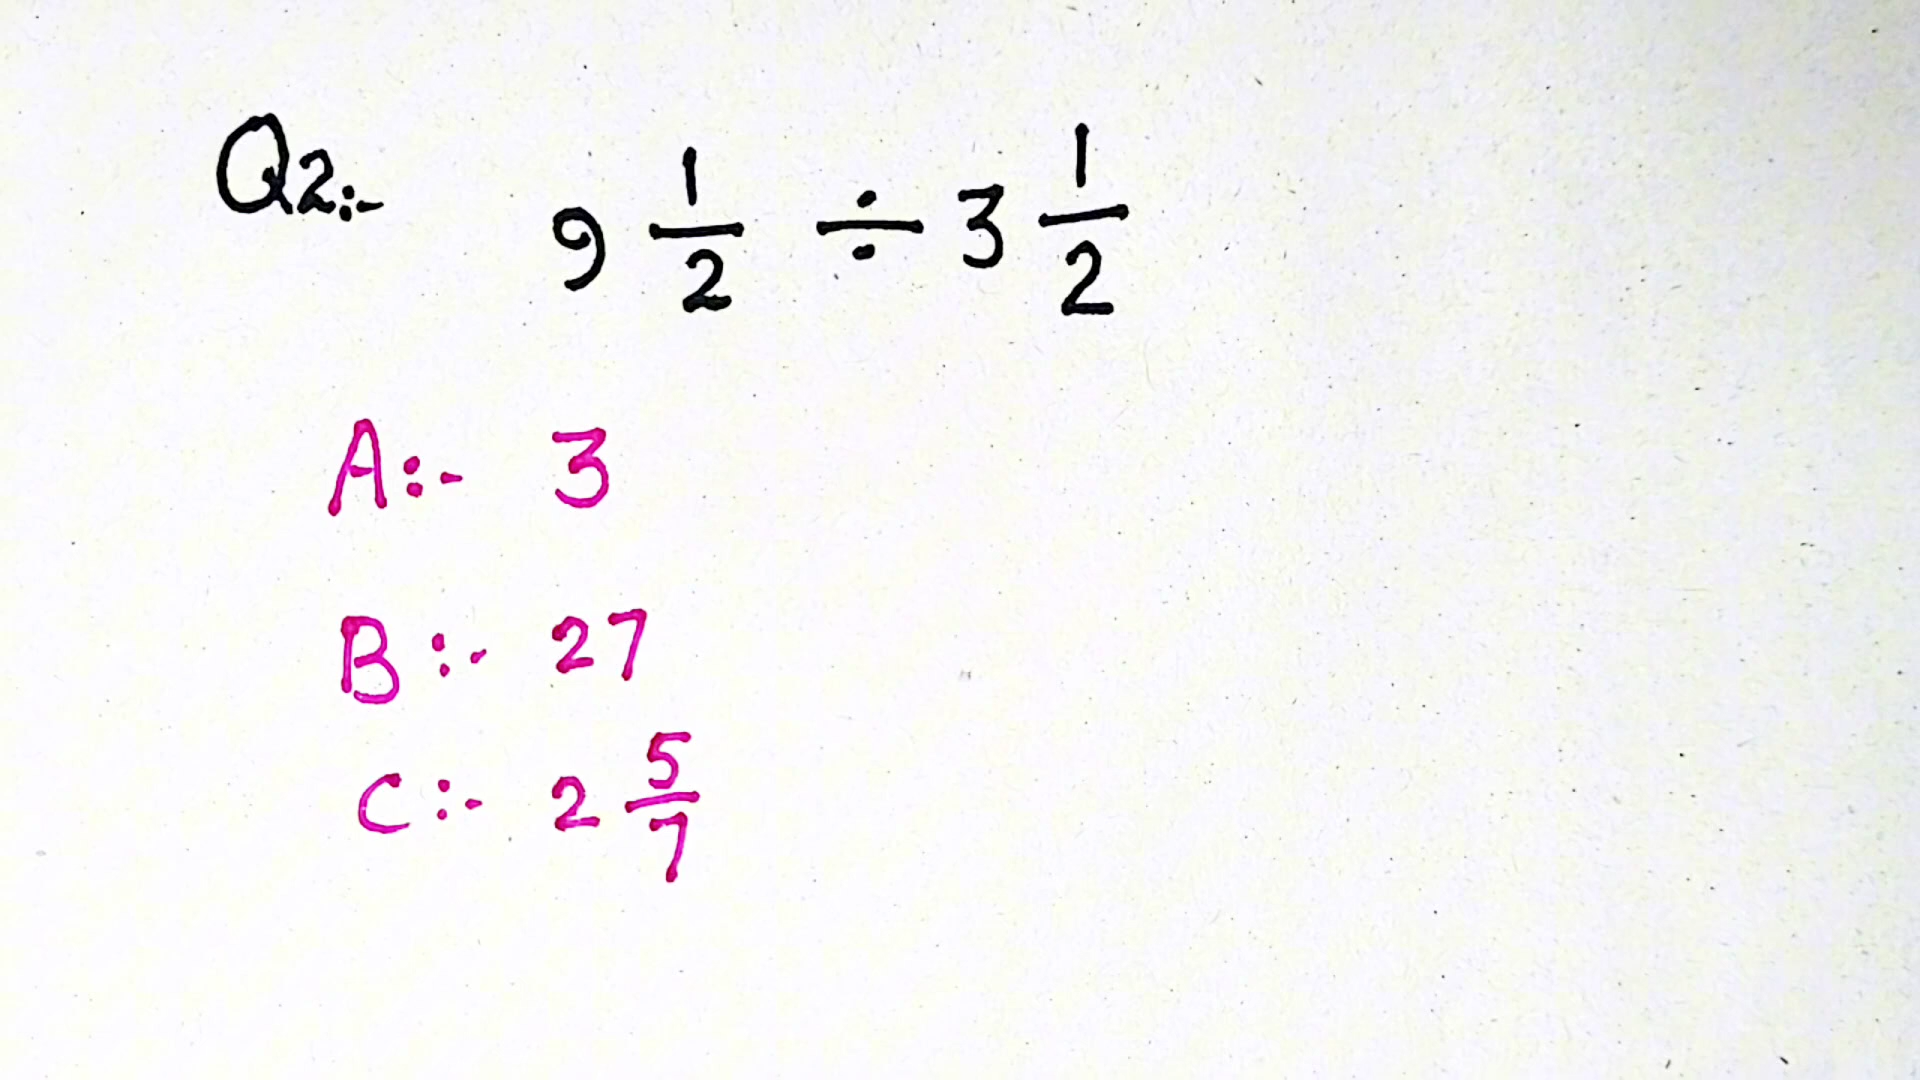 Q2:- 9 1/2 ÷ 3 1/2
A:- 3
B:- 27
C:- 2 5/7